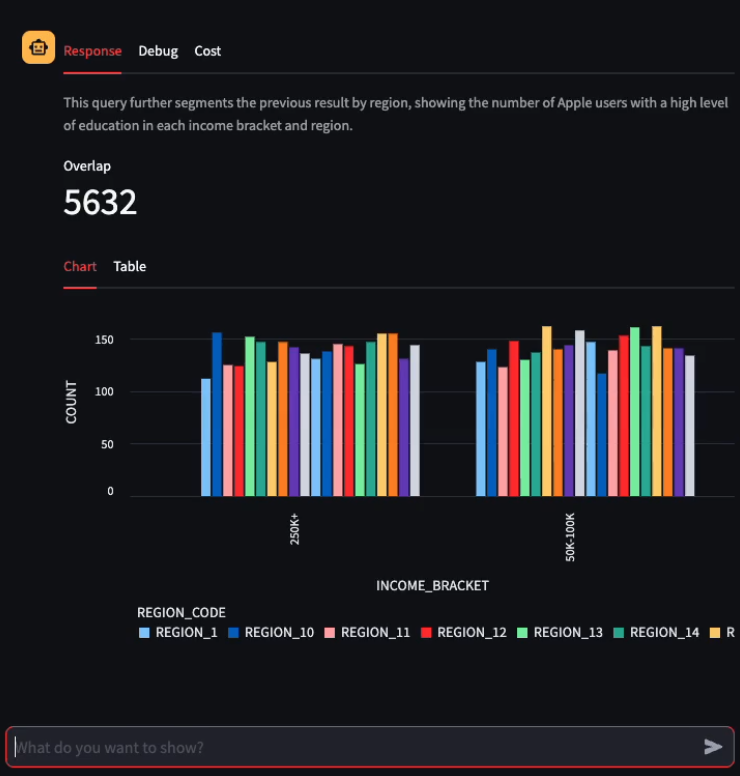 Response Debug Cost
This query further segments the previous result by region, showing the number of Apple users with a high level
of education in each income bracket and region.
Overlap
5632
Chart Table
150
100
50
0
COUNT
250K+
50K-100K
INCOME_BRACKET
REGION_CODE
REGION_1 REGION_10 REGION_11 REGION_12 REGION_13 REGION_14 R
What do you want to show?